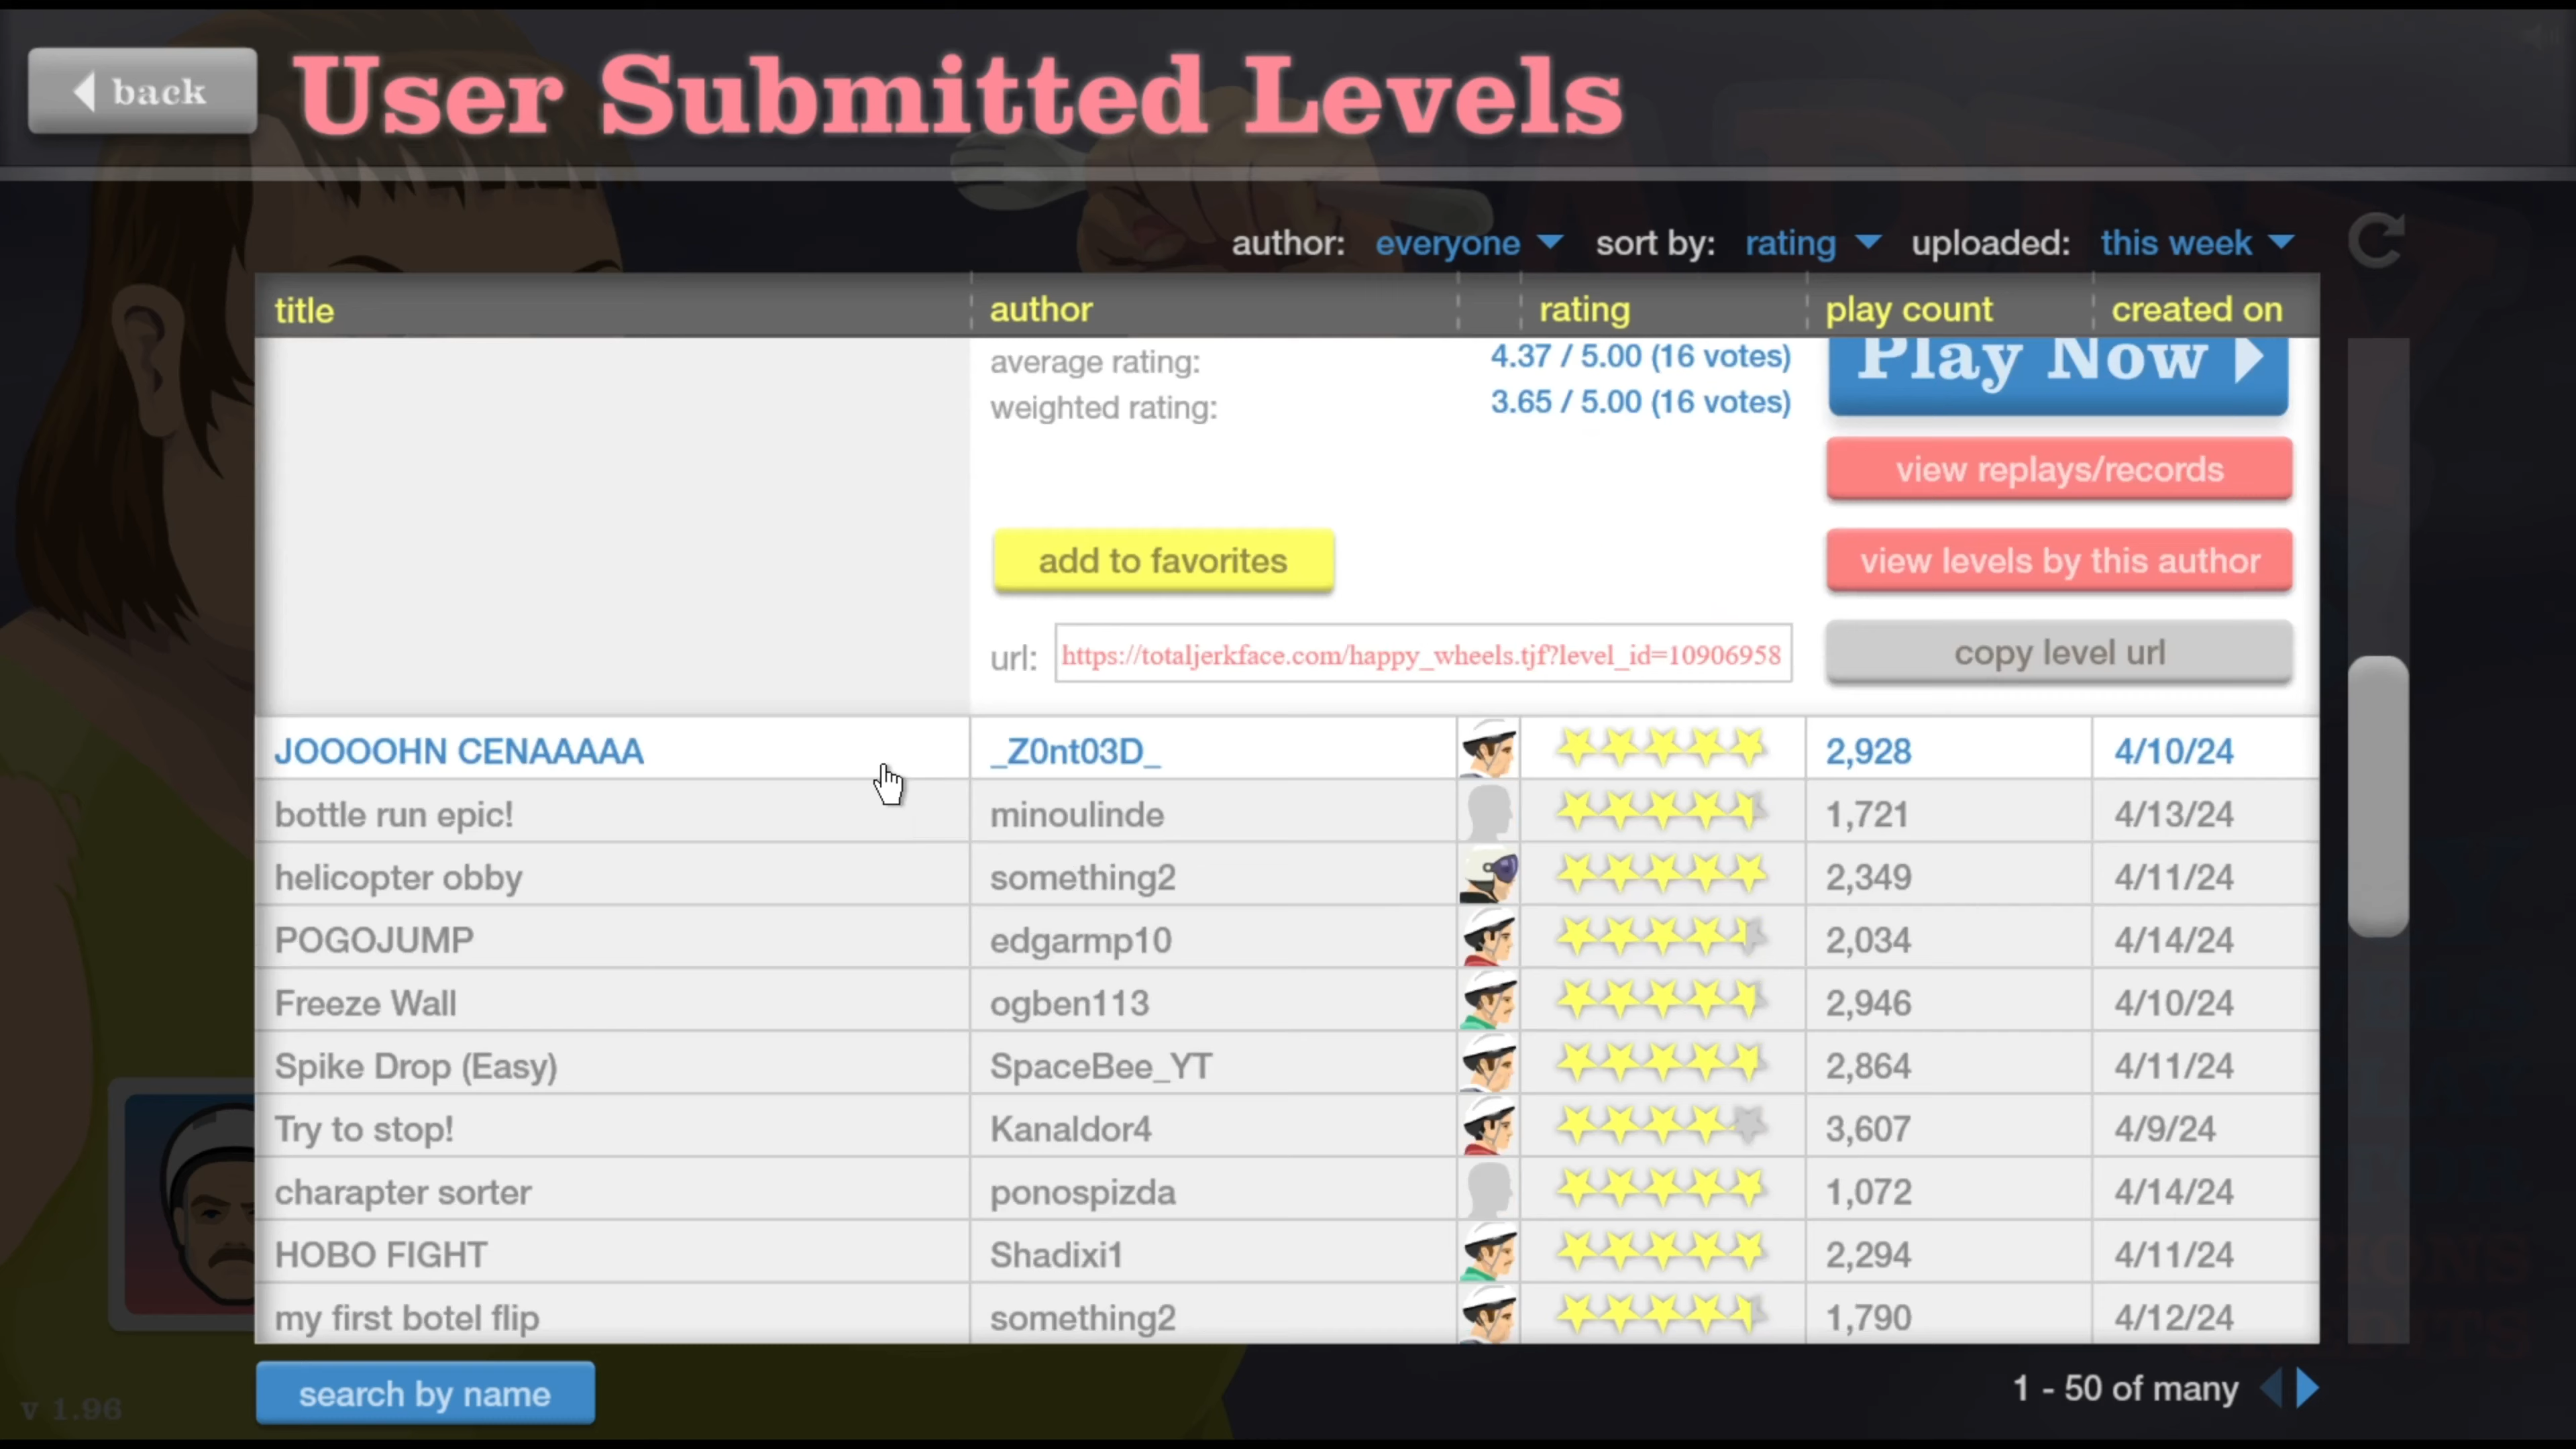 back
User Submitted Levels
author: everyone sort by: rating uploaded: this week
title author rating play count created on
average rating: 4.37 / 5.00 (16 votes) Play Now
weighted rating: 3.65 / 5.00 (16 votes)
view replays/records
add to favorites view levels by this author
url: https://totaljerkface.com/happy_wheels.tjf?level_id=10906958 copy level url
JOOOOHN CENAAAAA _Z0nt03D_ 2,928 4/10/24
bottle run epic! minoulinde 1,721 4/13/24
helicopter obby something2 2,349 4/11/24
POGOJUMP edgarmp10 2,034 4/14/24
Freeze Wall ogben113 2,946 4/10/24
Spike Drop (Easy) SpaceBee_YT 2,864 4/11/24
Try to stop! Kanaldor4 3,607 4/9/24
charapter sorter ponospizda 1,072 4/14/24
HOBO FIGHT Shadixi1 2,294 4/11/24
my first botel flip something2 1,790 4/12/24
search by name 1 - 50 of many
v 1.96